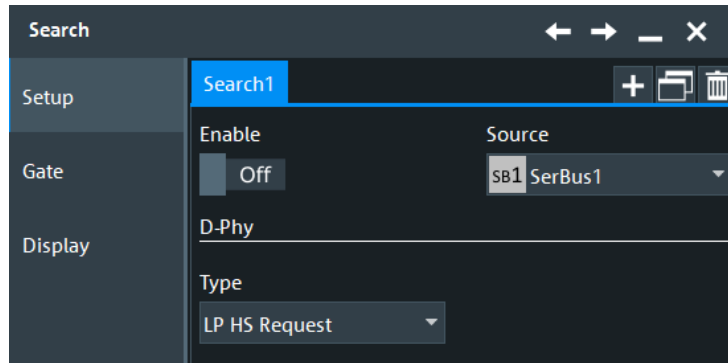 Search
Setup
Gate
Display
Search1
Enable
Off
Source
SB1 SerBus1
D-Phy
Type
LP HS Request